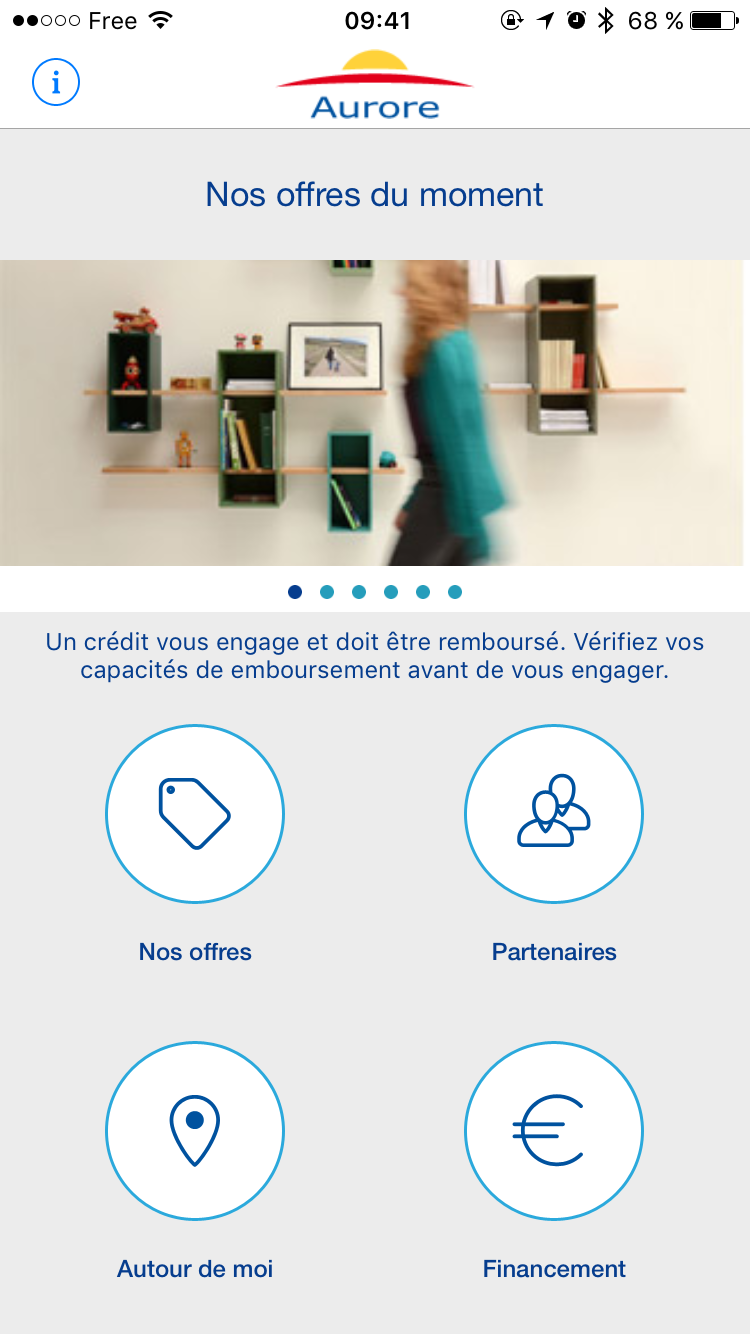 Free 09:41 68 %
i
Aurore
Nos offres du moment
Un crédit vous engage et doit être remboursé. Vérifiez vos
capacités de emboursement avant de vous engager.
Nos offres
Partenaires
Autour de moi
Financement